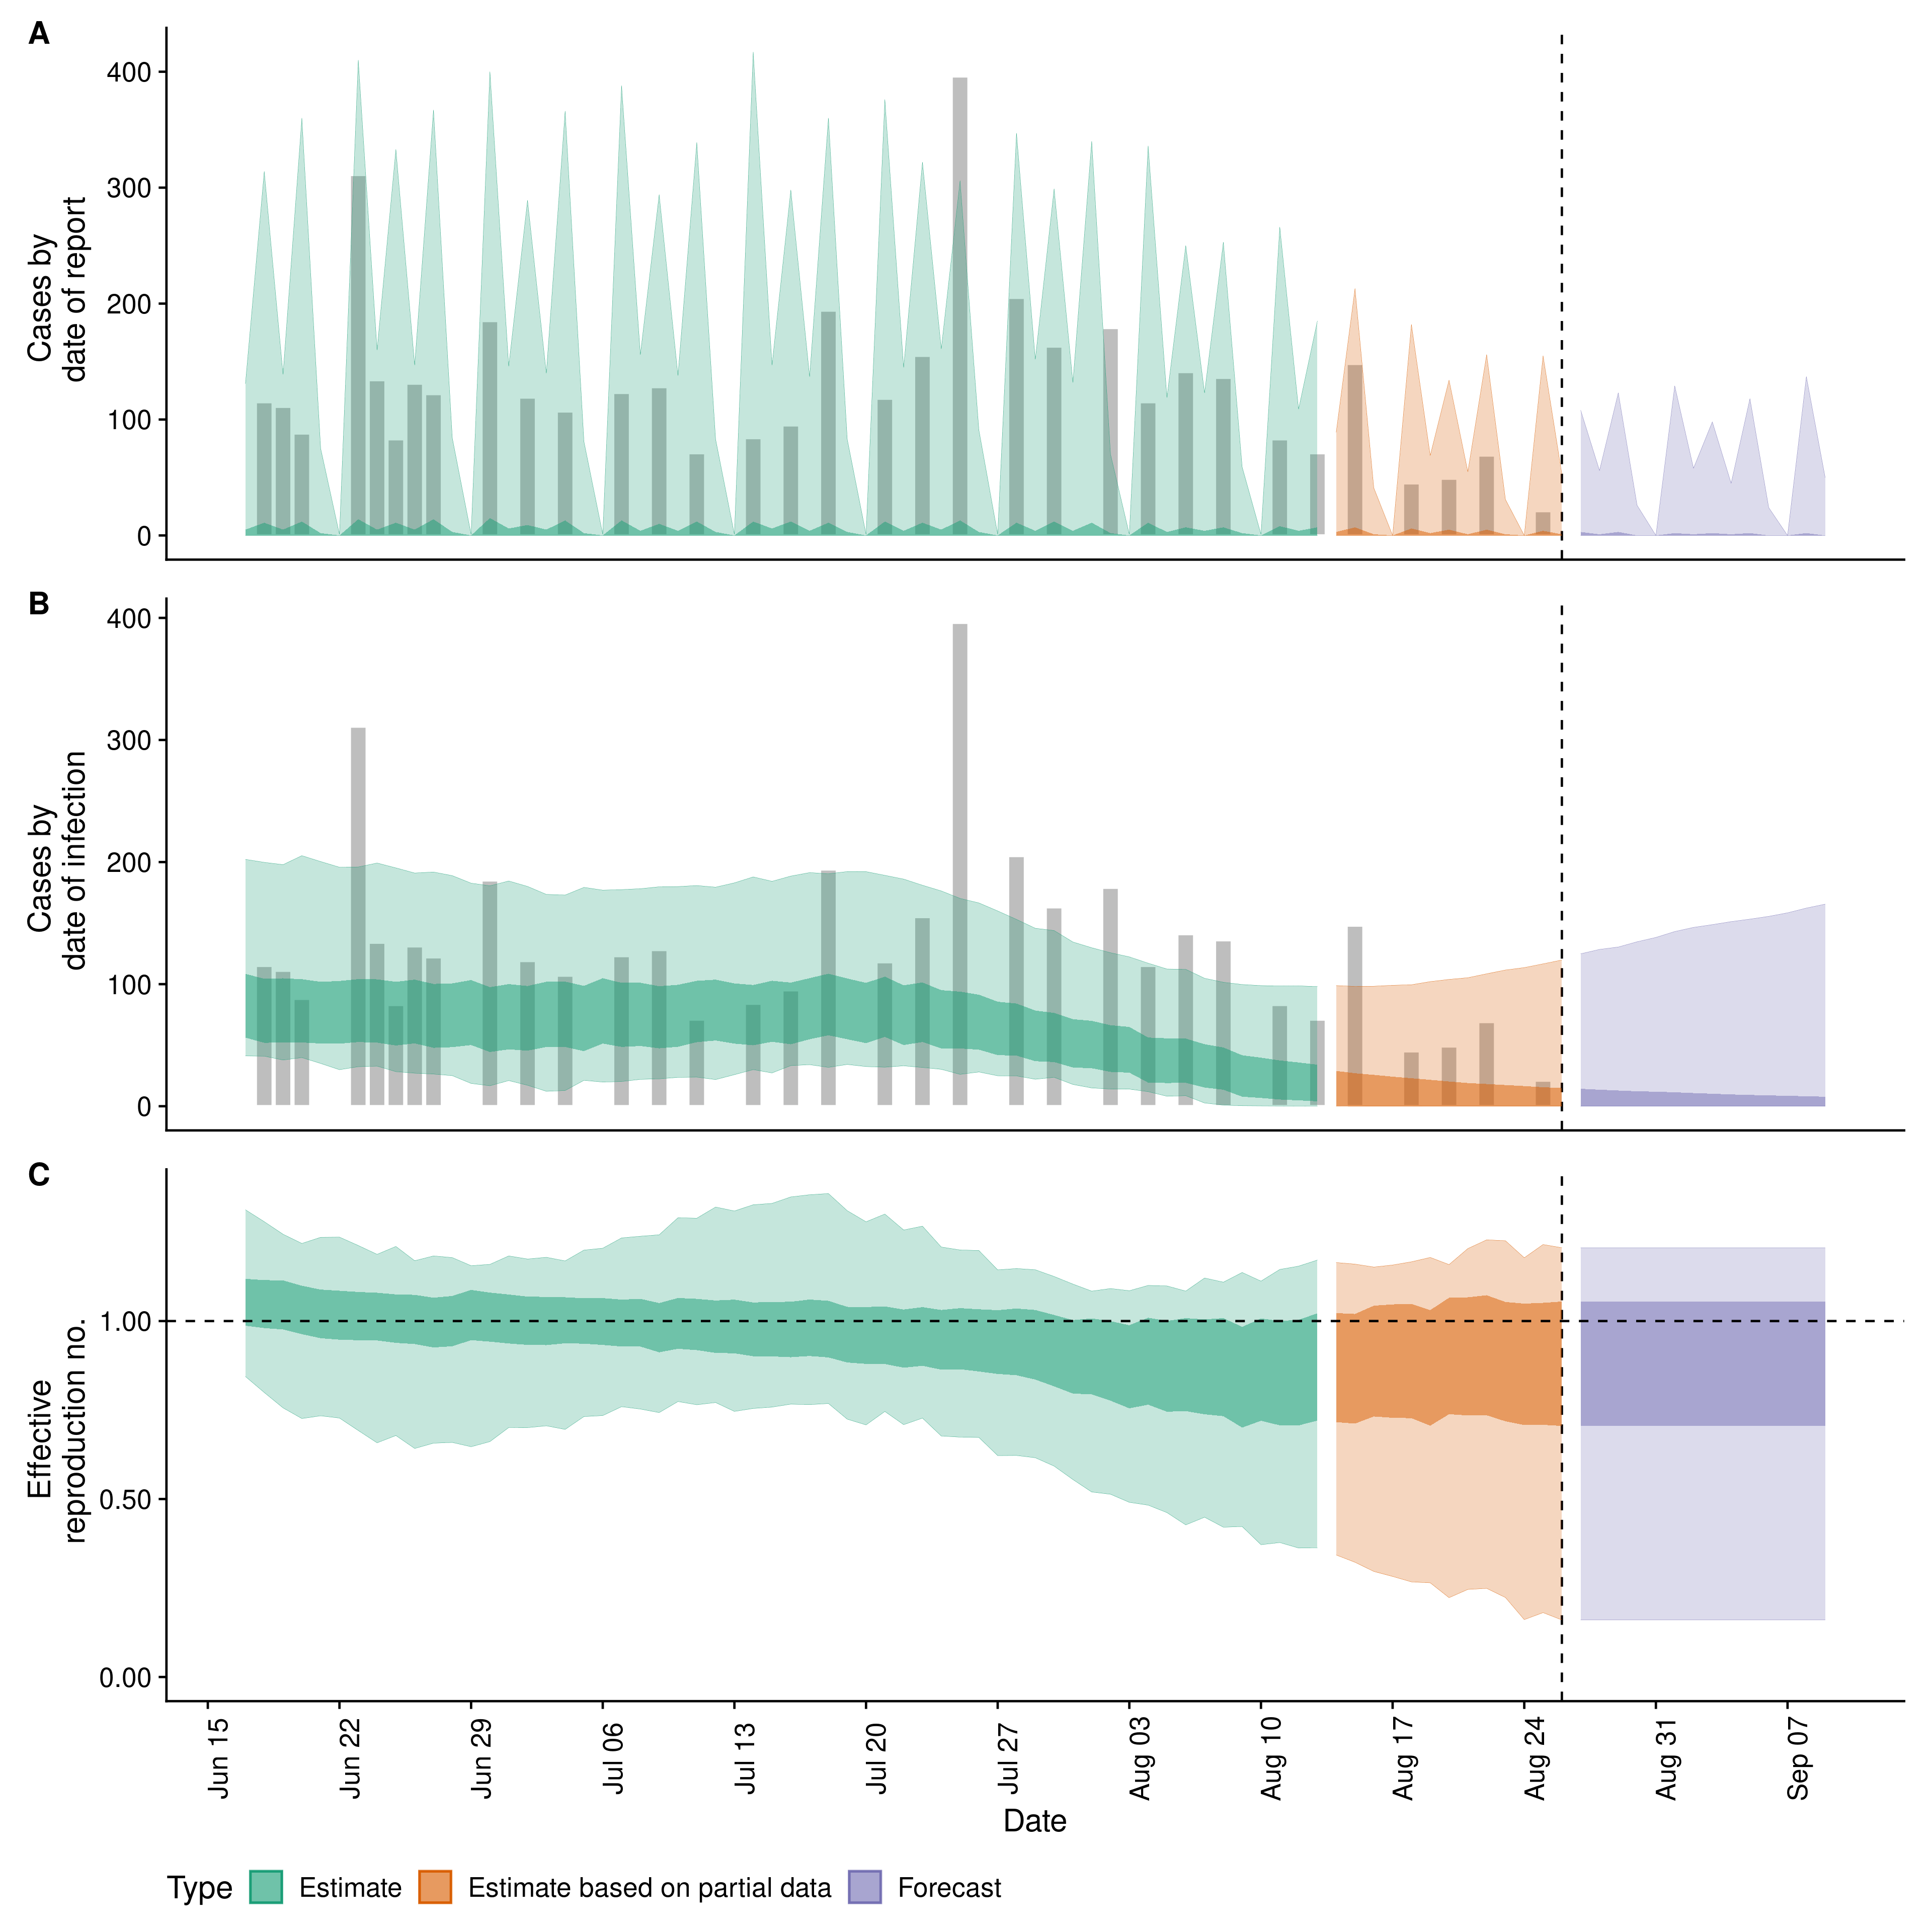 A
Cases by
date of report
400
300
200
100
0
B
Cases by
date of infection
400
300
200
100
0
C
Effective
reproduction no.
1.00
0.50
0.00
Jun 15
Jun 22
Jun 29
Jul 06
Jul 13
Jul 20
Jul 27
Aug 03
Aug 10
Aug 17
Aug 24
Aug 31
Sep 07
Date
Type Estimate Estimate based on partial data Forecast